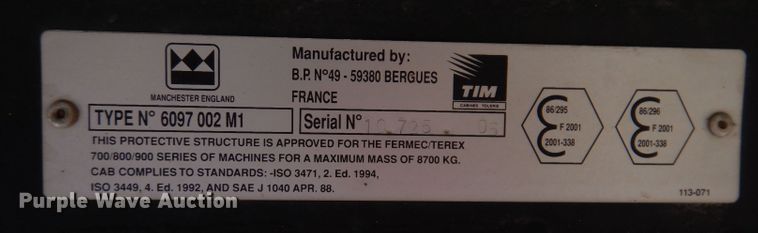 Manufactured by:
B.P. N°49 - 59380 BERGUES
FRANCE
TIM
CABINES TOLERIE
MANCHESTER ENGLAND
TYPE N° 6097 002 M1
Serial N° 10 725 05
86/295
F 2001
2001-338
86/296
F 2001
2001-338
THIS PROTECTIVE STRUCTURE IS APPROVED FOR THE FERMEC/TEREX
700/800/900 SERIES OF MACHINES FOR A MAXIMUM MASS OF 8700 KG.
CAB COMPLIES TO STANDARDS: -ISO 3471, 2. Ed. 1994,
ISO 3449, 4. Ed. 1992, AND SAE J 1040 APR. 88.
113-071
Purple Wave Auction